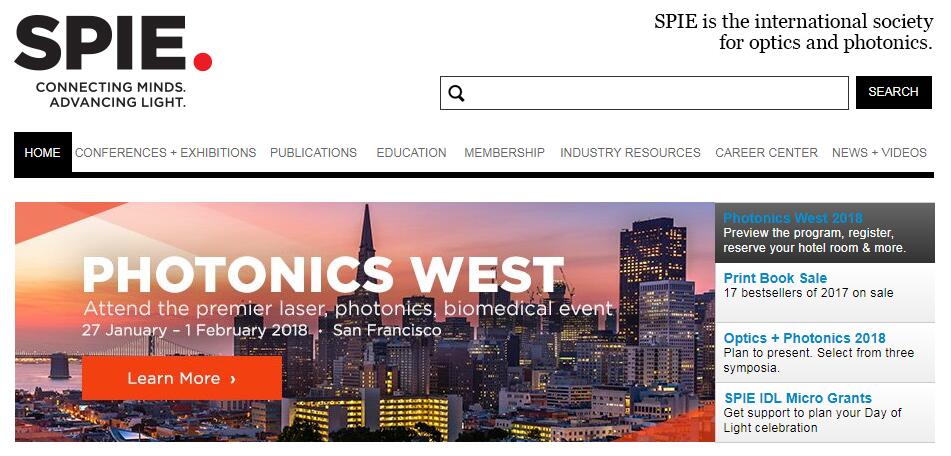 SPIE.
CONNECTING MINDS.
ADVANCING LIGHT.
SPIE is the international society
for optics and photonics.
SEARCH
HOME CONFERENCES + EXHIBITIONS PUBLICATIONS EDUCATION MEMBERSHIP INDUSTRY RESOURCES CAREER CENTER NEWS + VIDEOS
PHOTONICS WEST
Attend the premier laser, photonics, biomedical event
27 January – 1 February 2018 · San Francisco
Learn More ›
Photonics West 2018
Preview the program, register,
reserve your hotel room & more.
Print Book Sale
17 bestsellers of 2017 on sale
Optics + Photonics 2018
Plan to present. Select from three
symposia.
SPIE IDL Micro Grants
Get support to plan your Day of
Light celebration